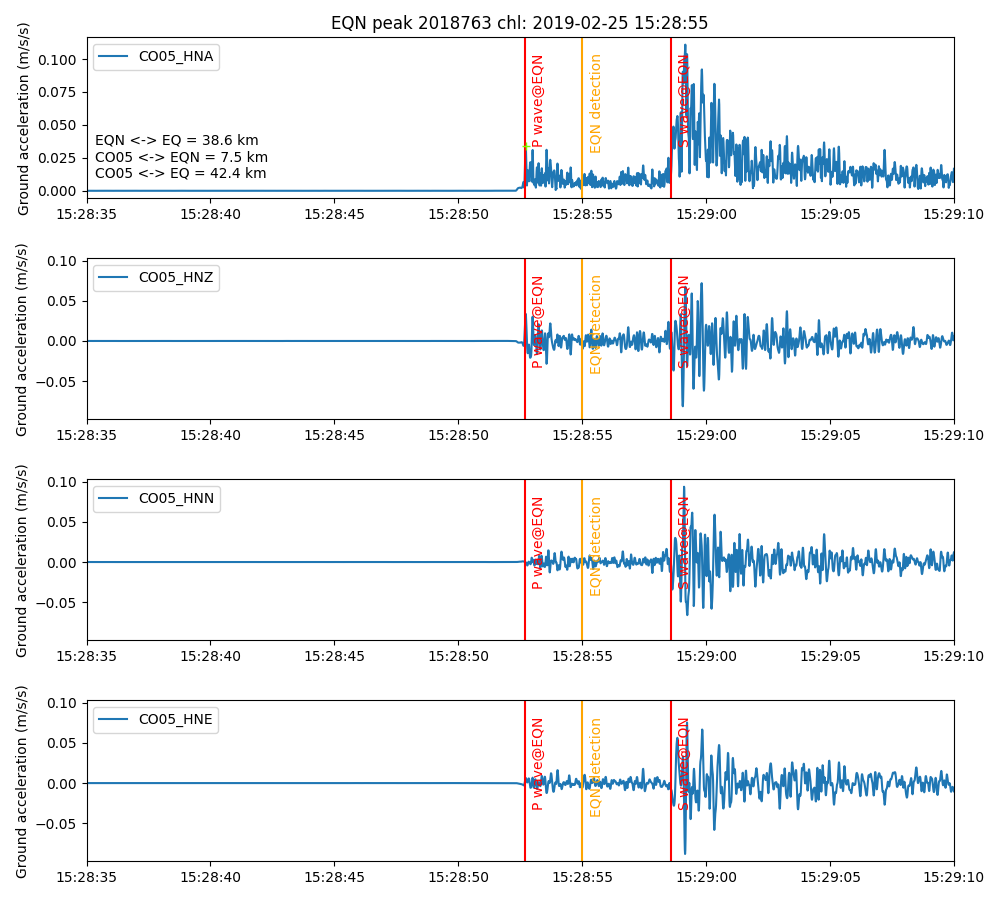 EQN peak 2018763 chl: 2019-02-25 15:28:55
Ground acceleration (m/s/s)
CO05_HNA
P wave@EQN
EQN detection
S wave@EQN
EQN <-> EQ = 38.6 km
CO05 <-> EQN = 7.5 km
CO05 <-> EQ = 42.4 km
0.100
0.075
0.050
0.025
0.000
15:28:35 15:28:40 15:28:45 15:28:50 15:28:55 15:29:00 15:29:05 15:29:10
Ground acceleration (m/s/s)
CO05_HNZ
P wave@EQN
EQN detection
S wave@EQN
0.10
0.05
0.00
−0.05
15:28:35 15:28:40 15:28:45 15:28:50 15:28:55 15:29:00 15:29:05 15:29:10
Ground acceleration (m/s/s)
CO05_HNN
P wave@EQN
EQN detection
S wave@EQN
0.10
0.05
0.00
−0.05
15:28:35 15:28:40 15:28:45 15:28:50 15:28:55 15:29:00 15:29:05 15:29:10
Ground acceleration (m/s/s)
CO05_HNE
P wave@EQN
EQN detection
S wave@EQN
0.10
0.05
0.00
−0.05
15:28:35 15:28:40 15:28:45 15:28:50 15:28:55 15:29:00 15:29:05 15:29:10